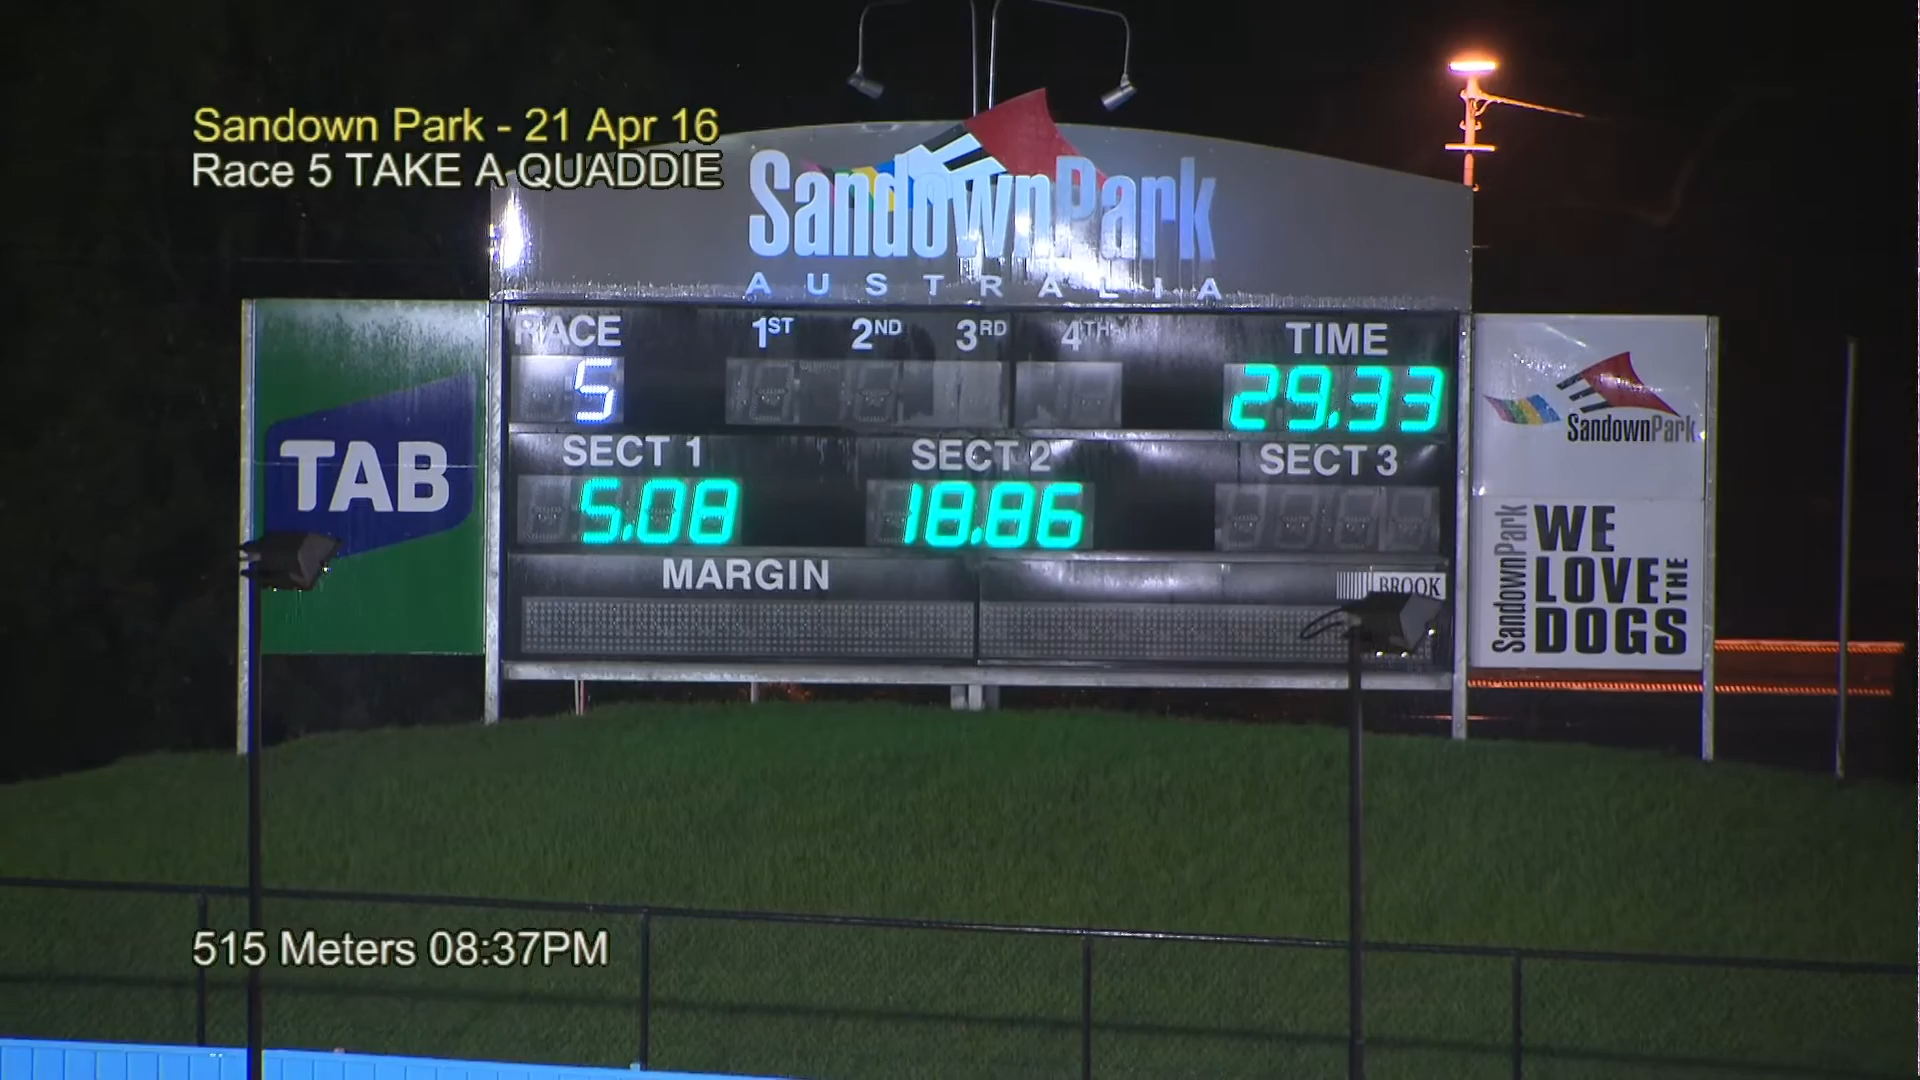 Sandown Park - 21 Apr 16
Race 5 TAKE A QUADDIE
SandownPark
AUSTRALIA
RACE 1ST 2ND 3RD 4TH TIME
5 29.33
SECT 1 SECT 2 SECT 3
5.08 18.86
MARGIN
BROOK
TAB
SandownPark
SandownPark
WE
LOVE THE
DOGS
515 Meters 08:37PM